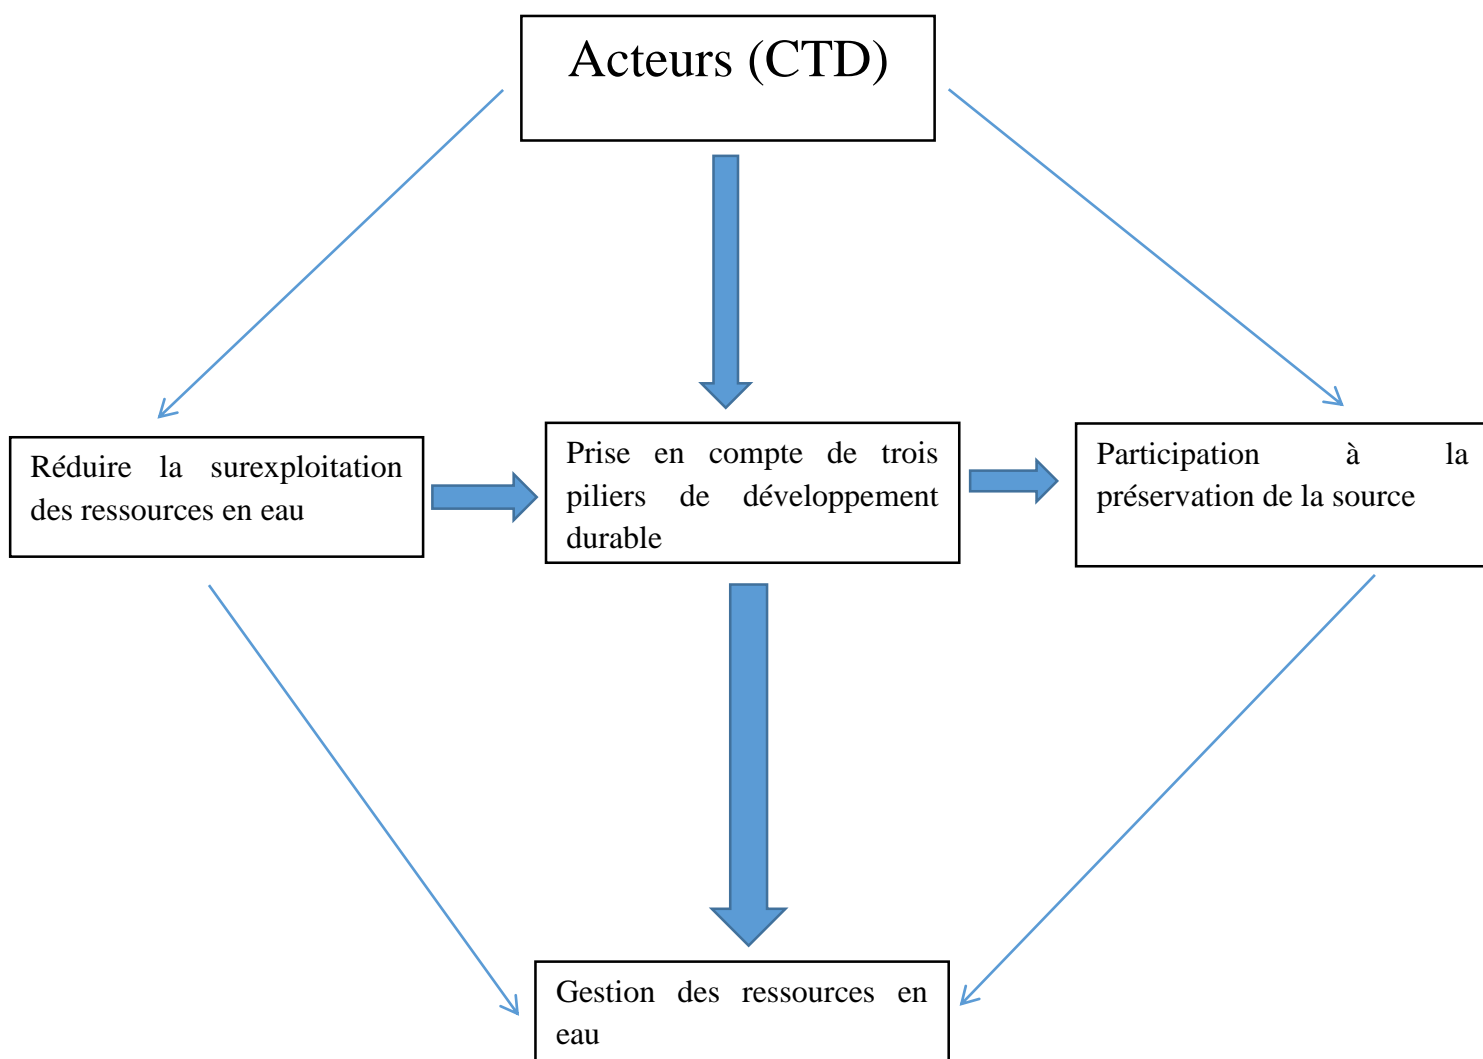 Acteurs (CTD)
Réduire la surexploitation
des ressources en eau
Prise en compte de trois
piliers de développement
durable
Participation à la
préservation de la source
Gestion des ressources en
eau